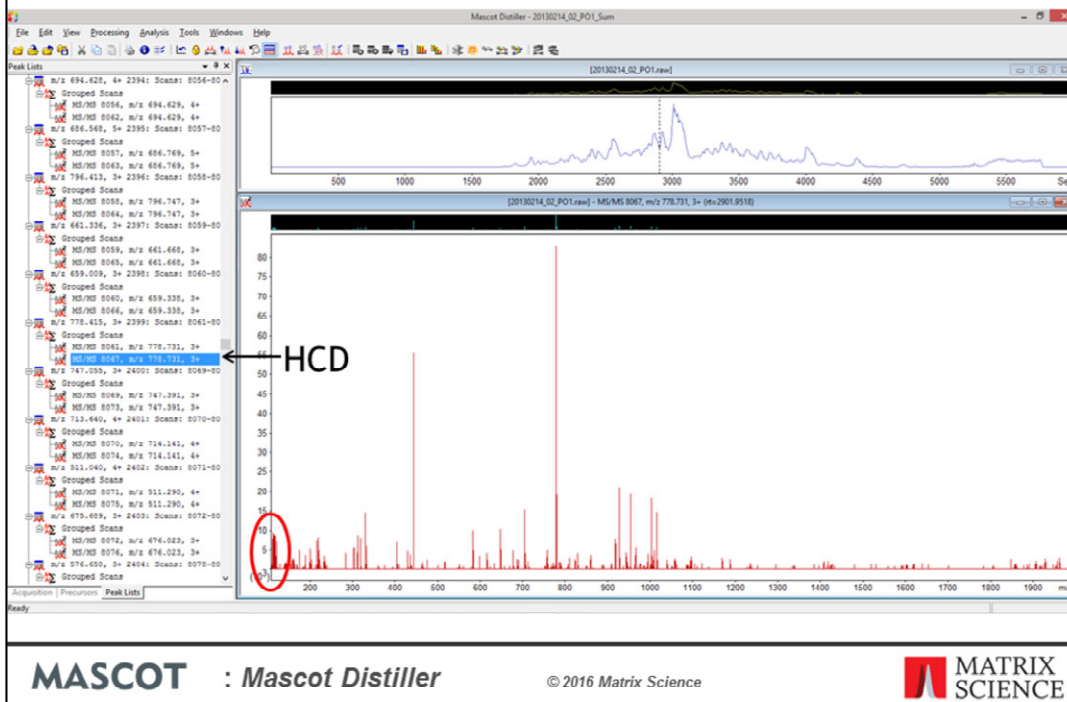 Mascot Distiller - 20130214_02_PO1_Sum
File Edit View Processing Analysis Tools Windows Help
Peak Lists
m/z 694.628, 4+ 2394: Scans: 8056-80
Grouped Scans
MS/MS 8056, m/z 694.629, 4+
MS/MS 8062, m/z 694.629, 4+
m/z 686.568, 5+ 2395: Scans: 8057-80
Grouped Scans
MS/MS 8057, m/z 686.769, 5+
MS/MS 8063, m/z 686.769, 5+
m/z 796.413, 3+ 2396: Scans: 8058-80
Grouped Scans
MS/MS 8058, m/z 796.747, 3+
MS/MS 8064, m/z 796.747, 3+
m/z 661.336, 3+ 2397: Scans: 8059-80
Grouped Scans
MS/MS 8059, m/z 661.668, 3+
MS/MS 8065, m/z 661.668, 3+
m/z 659.009, 3+ 2398: Scans: 8060-80
Grouped Scans
MS/MS 8060, m/z 659.338, 3+
MS/MS 8066, m/z 659.338, 3+
m/z 778.415, 3+ 2399: Scans: 8061-80
Grouped Scans
MS/MS 8061, m/z 778.731, 3+
MS/MS 8067, m/z 778.731, 3+
m/z 747.055, 3+ 2400: Scans: 8069-80
Grouped Scans
MS/MS 8069, m/z 747.391, 3+
MS/MS 8073, m/z 747.391, 3+
m/z 713.640, 4+ 2401: Scans: 8070-80
Grouped Scans
MS/MS 8070, m/z 714.141, 4+
MS/MS 8074, m/z 714.141, 4+
m/z 511.040, 4+ 2402: Scans: 8071-80
Grouped Scans
MS/MS 8071, m/z 511.290, 4+
MS/MS 8075, m/z 511.290, 4+
m/z 675.689, 3+ 2403: Scans: 8072-80
Grouped Scans
MS/MS 8072, m/z 676.023, 3+
MS/MS 8076, m/z 676.023, 3+
m/z 576.650, 3+ 2404: Scans: 8078-80
Grouped Scans
Acquisition Precursors Peak Lists
Ready
[20130214_02_PO1.raw]
500 1000 1500 2000 2500 3000 3500 4000 4500 5000 5500 Se
[20130214_02_PO1.raw] - MS/MS 8067, m/z 778.731, 3+ (rt=2901.9518)
80
75
70
65
60
55
HCD
50
45
40
35
30
25
20
15
10
5
(10^3)
200 300 400 500 600 700 800 900 1000 1100 1200 1300 1400 1500 1600 1700 1800 1900 m/
MASCOT : Mascot Distiller © 2016 Matrix Science MATRIX
SCIENCE